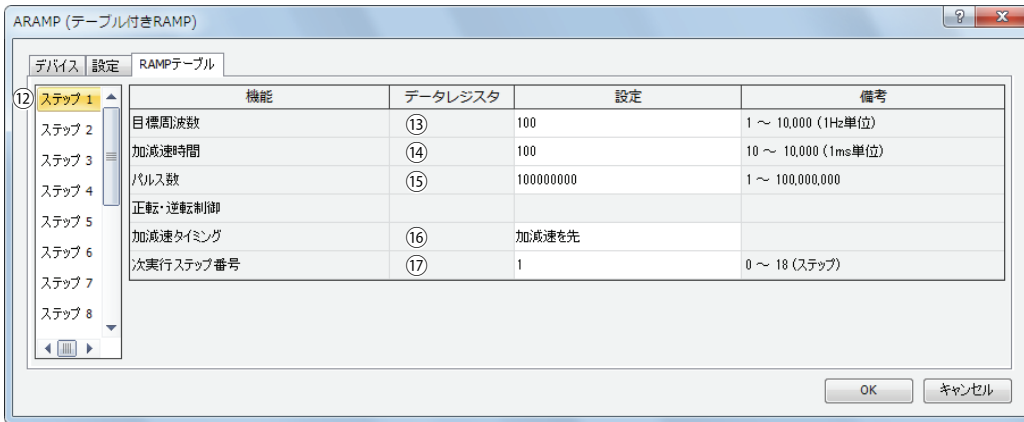 ARAMP (テーブル付きRAMP)
デバイス 設定 RAMPテーブル
⑫ ステップ 1
ステップ 2
ステップ 3
ステップ 4
ステップ 5
ステップ 6
ステップ 7
ステップ 8
機能 データレジスタ 設定 備考
目標周波数 ⑬ 100 1 ～ 10,000 (1Hz単位)
加減速時間 ⑭ 100 10 ～ 10,000 (1ms単位)
パルス数 ⑮ 100000000 1 ～ 100,000,000
正転・逆転制御
加減速タイミング ⑯ 加減速を先
次実行ステップ番号 ⑰ 1 0 ～ 18 (ステップ)
OK キャンセル